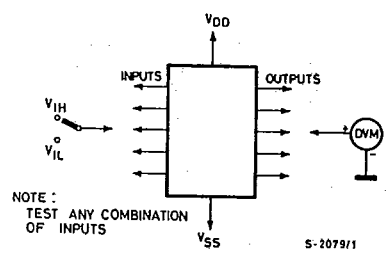 VDD
INPUTS
OUTPUTS
VIH
VIL
+
DVM
-
NOTE :
TEST ANY COMBINATION
OF INPUTS
VSS
S-2079/1